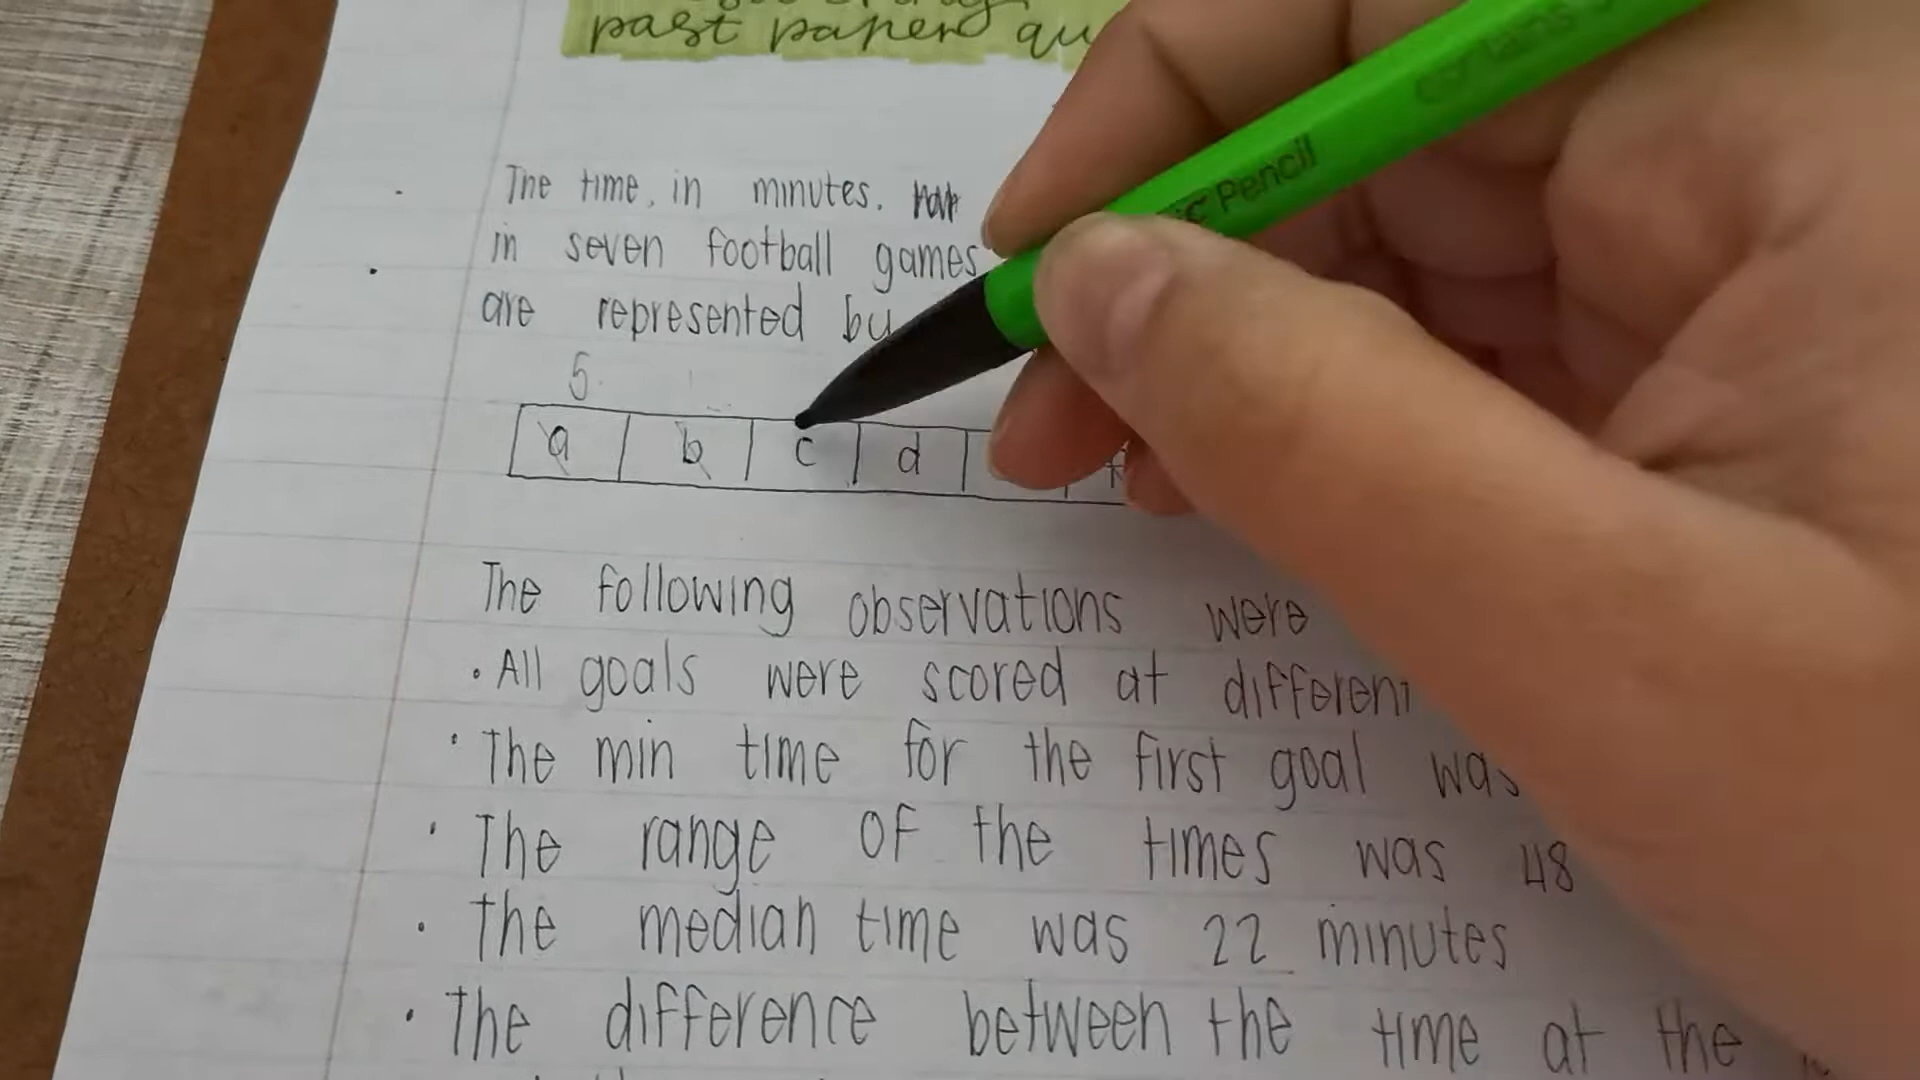 past paper
The time, in minutes,
in seven football games
are represented by
5
a b c d
The following observations were
• All goals were scored at different
• The min time for the first goal was
• The range of the times was 48
• The median time was 22 minutes
• The difference between the time at the
Pencil